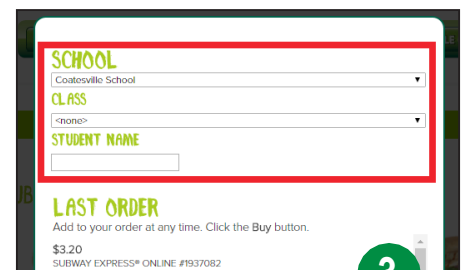 SCHOOL
Coatesville School
CLASS
<none>
STUDENT NAME
LAST ORDER
Add to your order at any time. Click the Buy button.
$3.20
SUBWAY EXPRESS® ONLINE #1937082